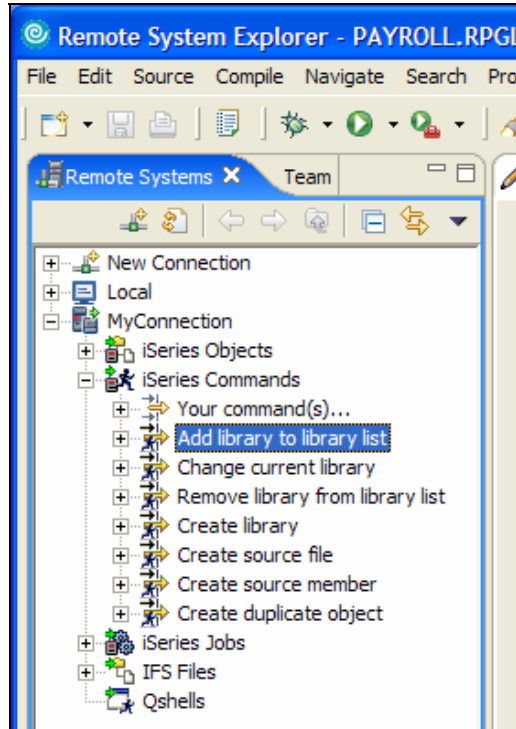 Remote System Explorer - PAYROLL.RPGL
File Edit Source Compile Navigate Search Pro
Remote Systems Team
New Connection
Local
MyConnection
iSeries Objects
iSeries Commands
Your command(s)...
Add library to library list
Change current library
Remove library from library list
Create library
Create source file
Create source member
Create duplicate object
iSeries Jobs
IFS Files
Qshells